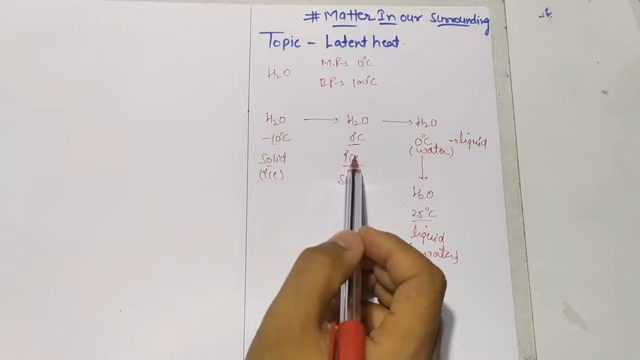 # Matter In our Surrounding
Topic - Latent heat.
H₂O
M.P→ 0°C
B.P→ 100°C
H₂O → H₂O → H₂O
-10°C 0°C 0°C → liquid
Solid (water)
(Ice)
H₂O
25°C
liquid